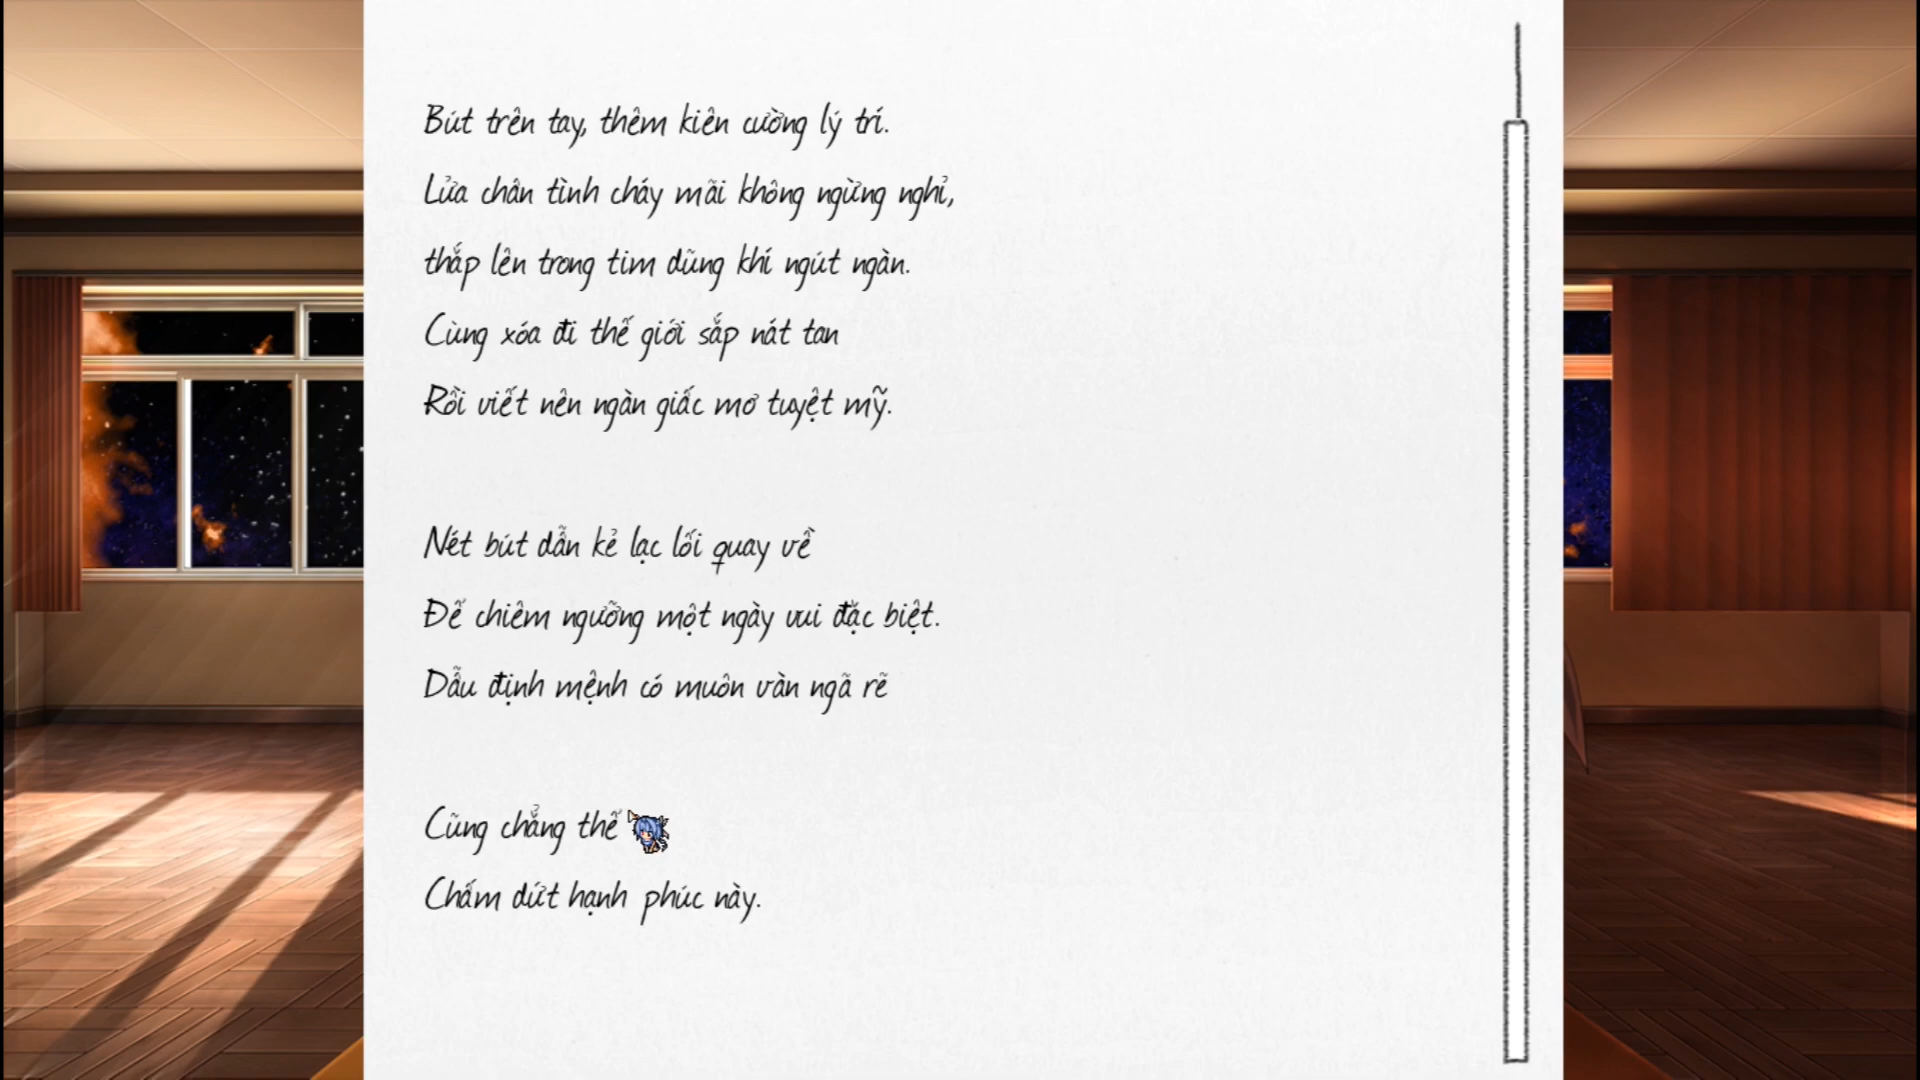 Bút trên tay, thêm kiên cường lý trí.
Lửa chân tình cháy mãi không ngừng nghỉ,
thắp lên trong tim dũng khí ngút ngàn.
Cùng xóa đi thế giới sắp nát tan
Rồi viết nên ngàn giấc mơ tuyệt mỹ.
Nét bút dẫn kẻ lạc lối quay về
Để chiêm ngưỡng một ngày vui đặc biệt.
Dẫu định mệnh có muôn vàn ngã rẽ
Cũng chẳng thể
Chấm dứt hạnh phúc này.